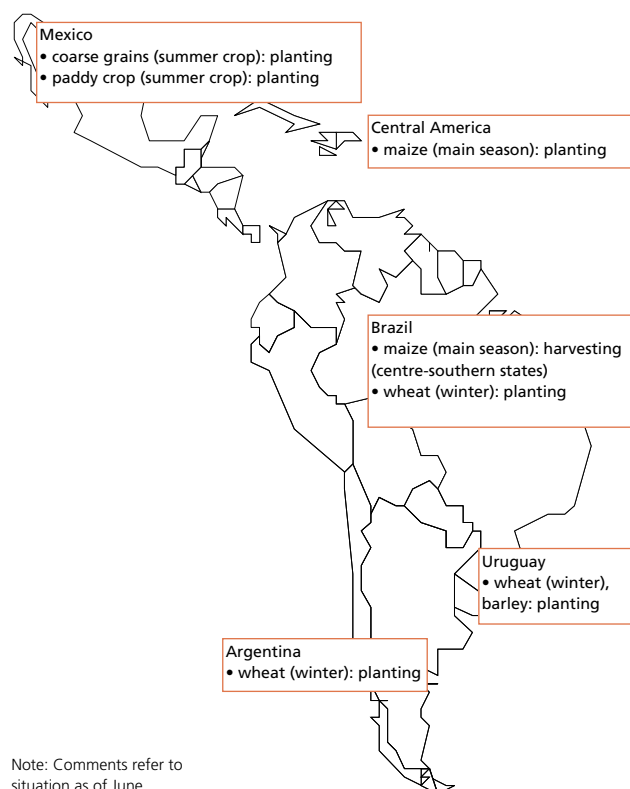 Mexico
• coarse grains (summer crop): planting
• paddy crop (summer crop): planting
Central America
• maize (main season): planting
Brazil
• maize (main season): harvesting
(centre-southern states)
• wheat (winter): planting
Uruguay
• wheat (winter),
barley: planting
Argentina
• wheat (winter): planting
Note: Comments refer to
situation as of June